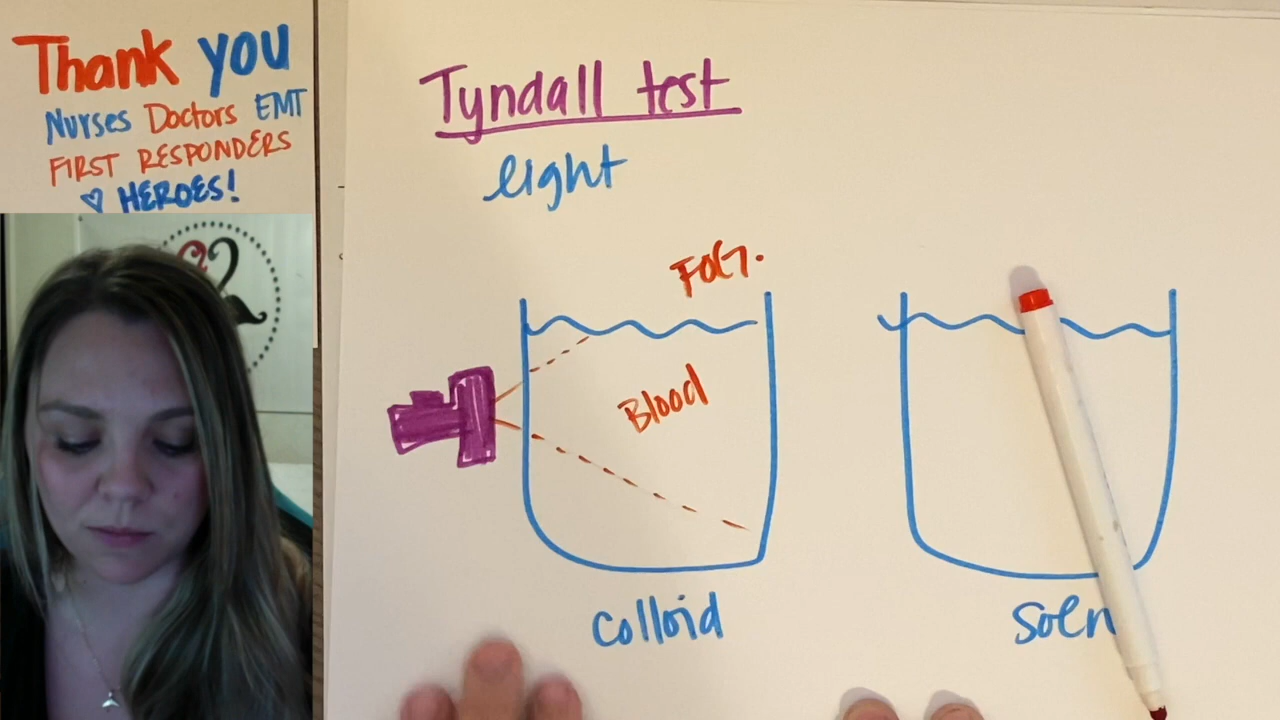 Thank you
Nurses Doctors EMT
FIRST RESPONDERS
♡ HEROES!
Tyndall test
light
FOG.
Blood
colloid
soln